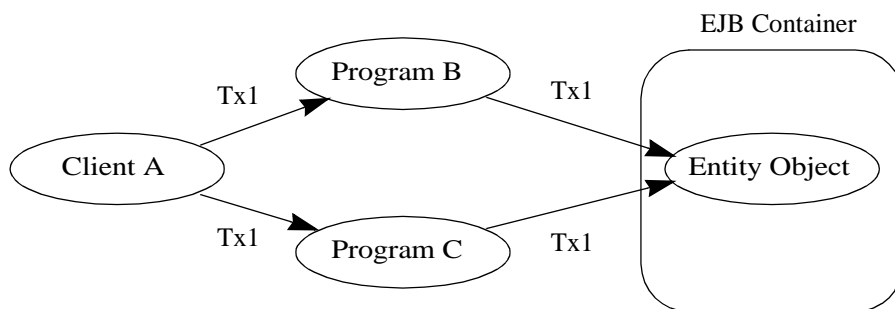 EJB Container
Program B
Tx1
Tx1
Client A
Entity Object
Tx1
Program C
Tx1